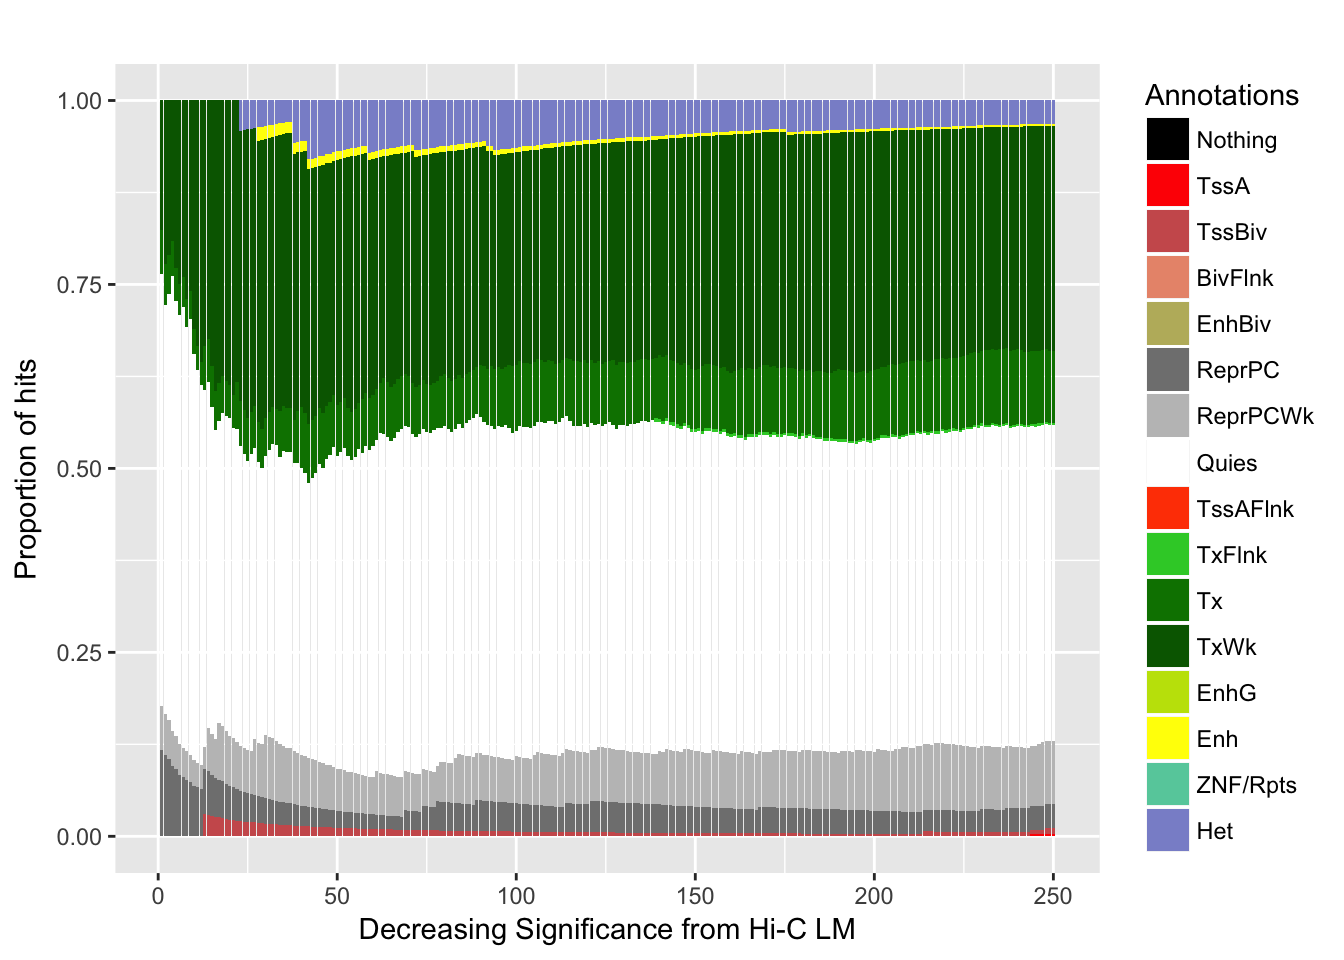 1.00
0.75
0.50
0.25
0.00
Proportion of hits
0
50
100
150
200
250
Decreasing Significance from Hi-C LM
Annotations
Nothing
TssA
TssBiv
BivFlnk
EnhBiv
ReprPC
ReprPCWk
Quies
TssAFlnk
TxFlnk
Tx
TxWk
EnhG
Enh
ZNF/Rpts
Het